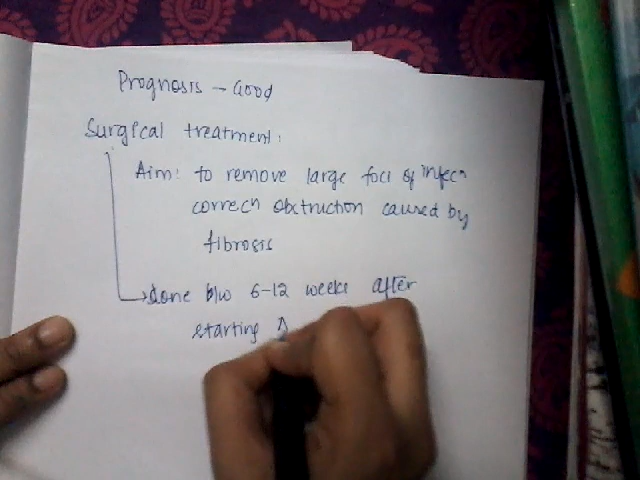 Prognosis - Good
Surgical treatment:
Aim: to remove large foci of infecn
correcn obstruction caused by
fibrosis
done b/w 6-12 weeks after
starting